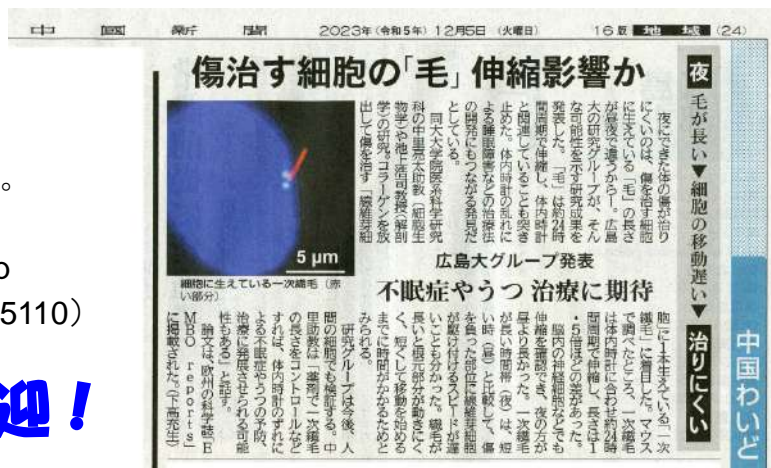 中國新聞 2023年(令和5年)12月5日(火曜日) 16版 地域 (24)
。
o
5110）
迎！
夜 毛が長い▼細胞の移動遅い▼治りにくい
傷治す細胞の「毛」伸縮影響か
夜にできた体の傷が治り
にくいのは、傷を治す細胞
に生えている「毛」の長さ
が昼夜で違うから―。広島
大の研究グループが、そん
な可能性を示す研究成果を
発表した。「毛」は約24時
間周期で伸縮し、体内時計
と関連していることも突き
止めた。体内時計の乱れに
よる睡眠障害などの治療法
の開発にもつながる発見だ
としている。
同大大学院医系科学研究
科の中里亮太助教(細胞生
物学)や池上浩司教授(解剖
学)の研究。コラーゲンを放
出して傷を治す「線維芽細
5 μm
細胞に生えている一次繊毛(赤
い部分)
広島大グループ発表
不眠症やうつ 治療に期待
胞」に1本生えている「一次
繊毛」に着目した。マウス
で調べたところ、一次繊毛
は体内時計に合わせ約24時
間周期で伸縮し、長さは1
・5倍ほどの差があった。
脳内の神経細胞などでも
伸縮を確認でき、夜の方が
昼より長かった。一次繊毛
が長い時間帯(夜)は、短
い時(昼)と比較して、傷
を負った部位に線維芽細胞
が駆け付けるスピードが遅
いことも分かった。繊毛が
長いと根元部分が動きにく
く、短くして移動を始める
までに時間がかかるためと
みられる。
研究グループは今後、人
間の細胞でも検証する。中
里助教は「薬剤で一次繊毛
の長さをコントロールなど
すれば、体内時計のずれに
よる不眠症やうつの予防、
治療に発展させられる可能
性もある」と話す。
論文は、欧州の科学誌「E
MBO reports」
に掲載された。(下高充生)
中国わいど